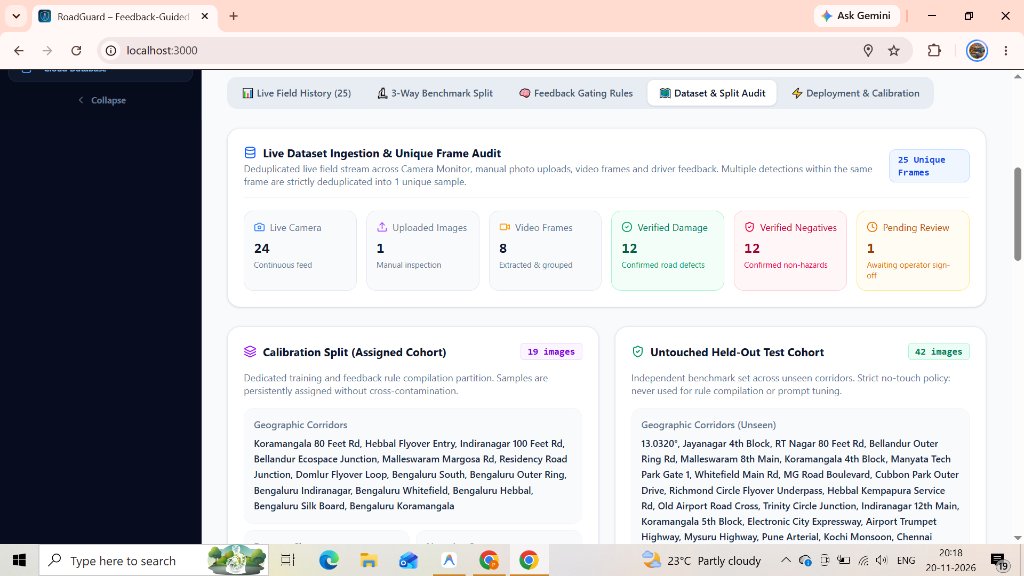 RoadGuard – Feedback-Guided
Ask Gemini
localhost:3000
Collapse
Live Field History (25)
3-Way Benchmark Split
Feedback Gating Rules
Dataset & Split Audit
Deployment & Calibration
Live Dataset Ingestion & Unique Frame Audit
Deduplicated live field stream across Camera Monitor, manual photo uploads, video frames and driver feedback. Multiple detections within the same
frame are strictly deduplicated into 1 unique sample.
25 Unique
Frames
Live Camera
24
Continuous feed
Uploaded Images
1
Manual inspection
Video Frames
8
Extracted & grouped
Verified Damage
12
Confirmed road defects
Verified Negatives
12
Confirmed non-hazards
Pending Review
1
Awaiting operator sign-
off
Calibration Split (Assigned Cohort)
19 images
Dedicated training and feedback rule compilation partition. Samples are
persistently assigned without cross-contamination.
Geographic Corridors
Koramangala 80 Feet Rd, Hebbal Flyover Entry, Indiranagar 100 Feet Rd,
Bellandur Ecospace Junction, Malleswaram Margosa Rd, Residency Road
Junction, Domlur Flyover Loop, Bengaluru South, Bengaluru Outer Ring,
Bengaluru Indiranagar, Bengaluru Whitefield, Bengaluru Hebbal,
Bengaluru Silk Board, Bengaluru Koramangala
Untouched Held-Out Test Cohort
42 images
Independent benchmark set across unseen corridors. Strict no-touch policy:
never used for rule compilation or prompt tuning.
Geographic Corridors (Unseen)
13.0320°, Jayanagar 4th Block, RT Nagar 80 Feet Rd, Bellandur Outer
Ring Rd, Malleswaram 8th Main, Koramangala 4th Block, Manyata Tech
Park Gate 1, Whitefield Main Rd, MG Road Boulevard, Cubbon Park Outer
Drive, Richmond Circle Flyover Underpass, Hebbal Kempapura Service
Rd, Old Airport Road Cross, Trinity Circle Junction, Indiranagar 12th Main,
Koramangala 5th Block, Electronic City Expressway, Airport Trumpet
Highway, Mysuru Highway, Pune Arterial, Kochi Monsoon, Chennai
Type here to search
23°C Partly cloudy
ENG
20:18
20-11-2026
19